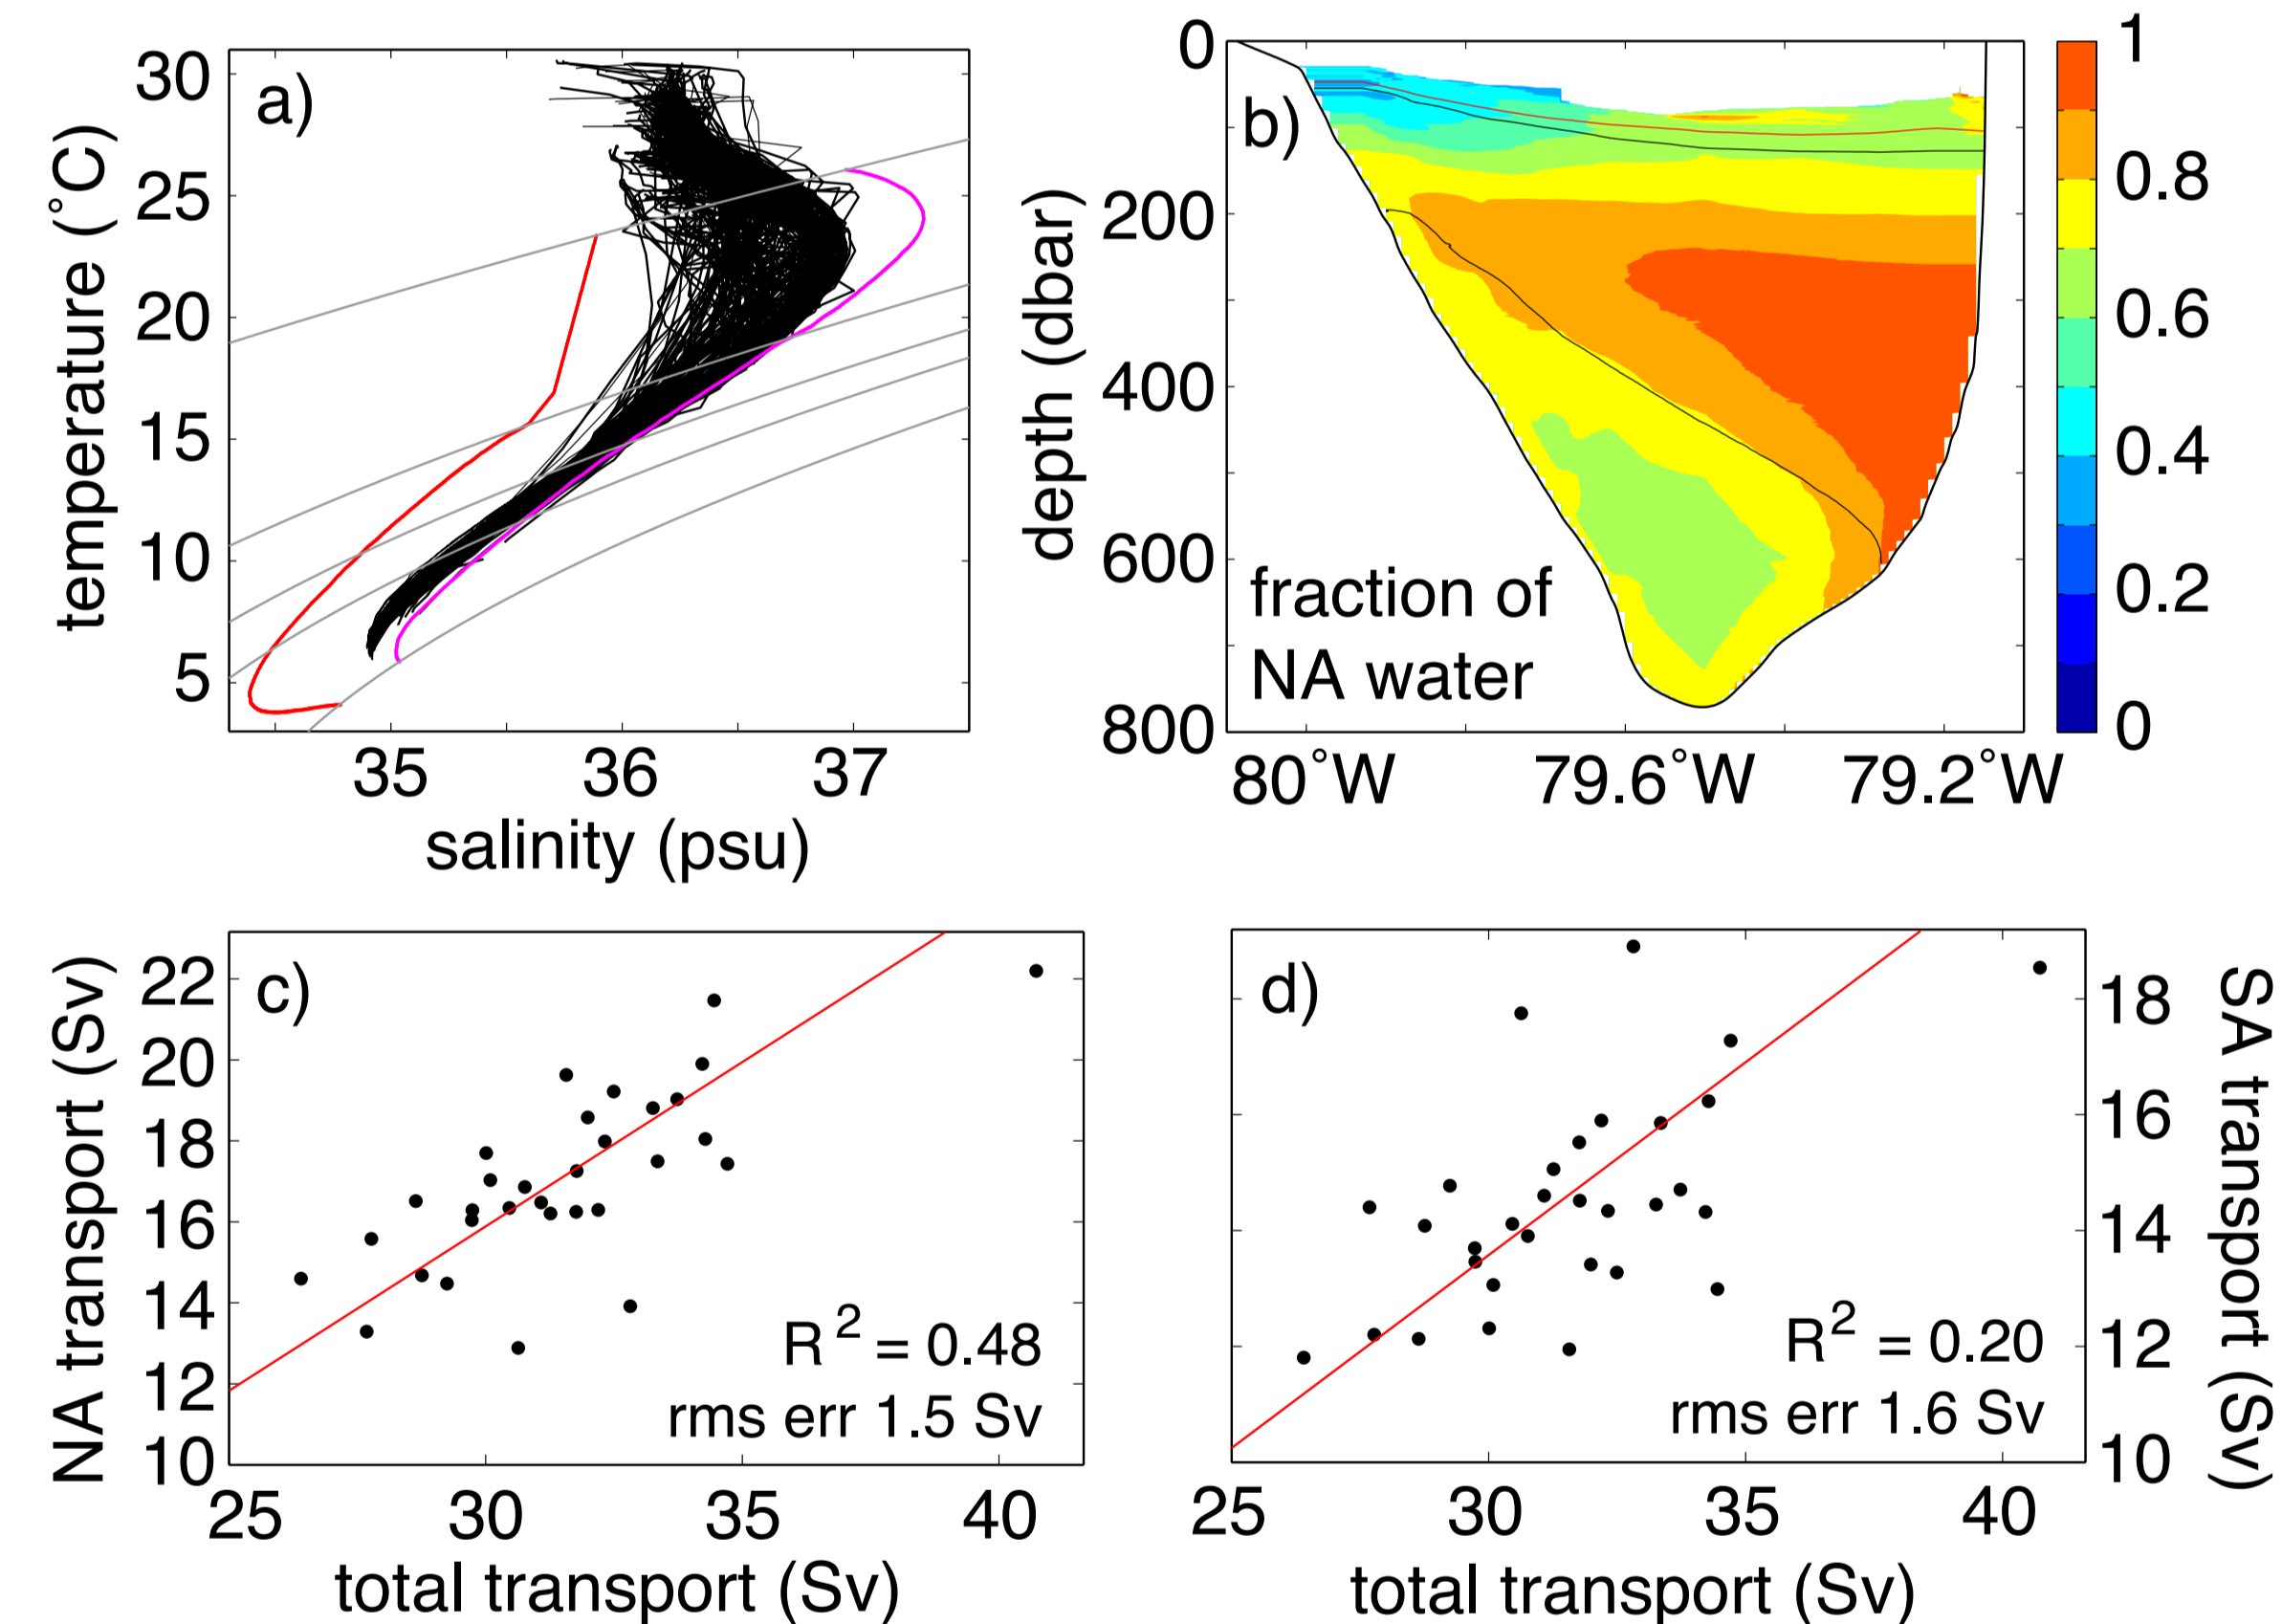 a)
30
25
20
15
10
5
temperature (°C)
35 36 37
salinity (psu)
b)
0
200
400
600
800
depth (dbar)
fraction of
NA water
80°W 79.6°W 79.2°W
1
0.8
0.6
0.4
0.2
0
c)
22
20
18
16
14
12
10
NA transport (Sv)
R² = 0.48
rms err 1.5 Sv
25 30 35 40
total transport (Sv)
d)
18
16
14
12
10
SA transport (Sv)
R² = 0.20
rms err 1.6 Sv
25 30 35 40
total transport (Sv)